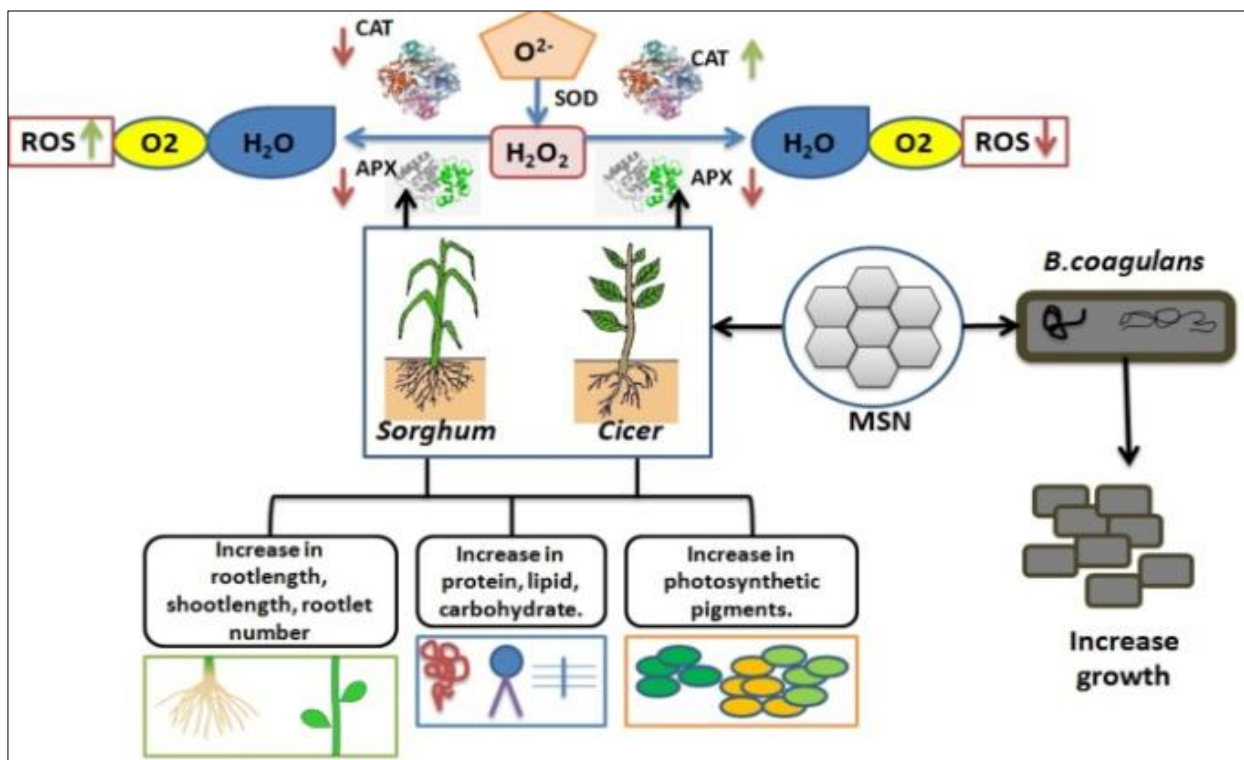 CAT
O²⁻
CAT
SOD
ROS
O2
H₂O
H₂O₂
H₂O
O2
ROS
APX
APX
B.coagulans
Sorghum
Cicer
MSN
Increase in
rootlength,
shootlength, rootlet
number
Increase in
protein, lipid,
carbohydrate.
Increase in
photosynthetic
pigments.
Increase
growth